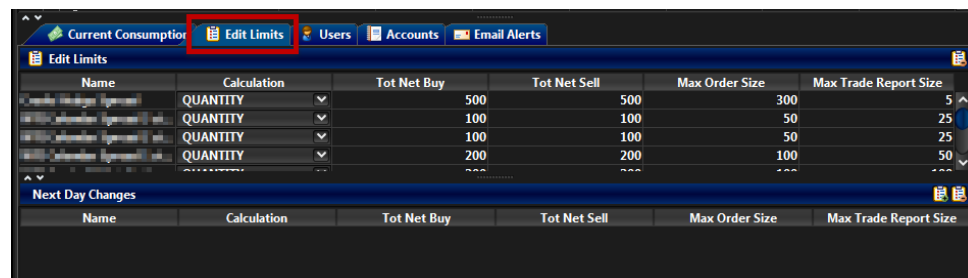 Current Consumption Edit Limits Users Accounts Email Alerts
Edit Limits
Name Calculation Tot Net Buy Tot Net Sell Max Order Size Max Trade Report Size
QUANTITY 500 500 300 5
QUANTITY 100 100 50 25
QUANTITY 100 100 50 25
QUANTITY 200 200 100 50
Next Day Changes
Name Calculation Tot Net Buy Tot Net Sell Max Order Size Max Trade Report Size